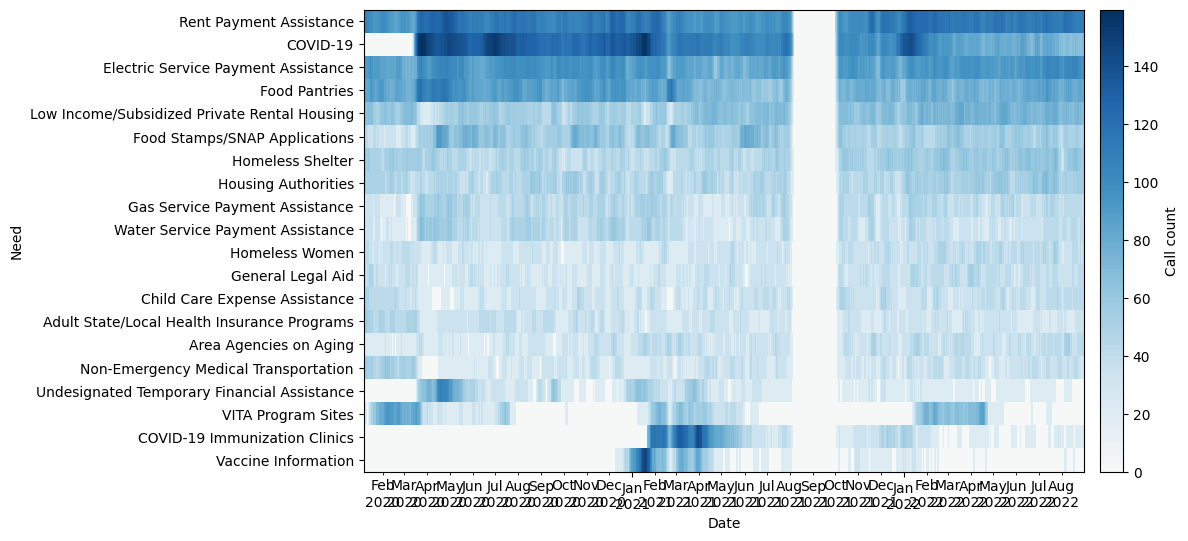 Rent Payment Assistance
COVID-19
Electric Service Payment Assistance
Food Pantries
Low Income/Subsidized Private Rental Housing
Food Stamps/SNAP Applications
Homeless Shelter
Housing Authorities
Gas Service Payment Assistance
Water Service Payment Assistance
Homeless Women
General Legal Aid
Child Care Expense Assistance
Adult State/Local Health Insurance Programs
Area Agencies on Aging
Non-Emergency Medical Transportation
Undesignated Temporary Financial Assistance
VITA Program Sites
COVID-19 Immunization Clinics
Vaccine Information
Need
Feb Mar Apr May Jun Jul Aug Sep Oct Nov Dec Jan Feb Mar Apr May Jun Jul Aug Sep Oct Nov Dec Jan Feb Mar Apr May Jun Jul Aug
2020 2020 2020 2020 2020 2020 2020 2020 2020 2020 2020 2021 2021 2021 2021 2021 2021 2021 2021 2021 2021 2021 2021 2022 2022 2022 2022 2022 2022 2022 2022
Date
140
120
100
80
60
40
20
0
Call count